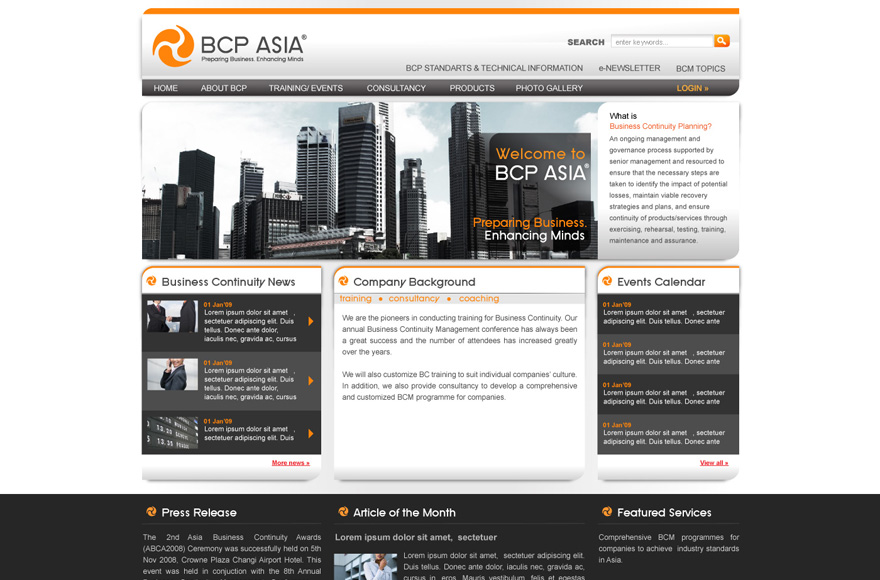 BCP ASIA®
Preparing Business. Enhancing Minds
SEARCH
enter keywords...
BCP STANDARTS & TECHNICAL INFORMATION
e-NEWSLETTER
BCM TOPICS
HOME
ABOUT BCP
TRAINING/ EVENTS
CONSULTANCY
PRODUCTS
PHOTO GALLERY
LOGIN »
Welcome to
BCP ASIA®
Preparing Business.
Enhancing Minds
What is
Business Continuity Planning?
An ongoing management and
governance process supported by
senior management and resourced to
ensure that the necessary steps are
taken to identify the impact of potential
losses, maintain viable recovery
strategies and plans, and ensure
continuity of products/services through
exercising, rehearsal, testing, training,
maintenance and assurance.
Business Continuity News
01 Jan'09
Lorem ipsum dolor sit amet ,
sectetuer adipiscing elit. Duis
tellus. Donec ante dolor,
iaculis nec, gravida ac, cursus
01 Jan'09
Lorem ipsum dolor sit amet ,
sectetuer adipiscing elit. Duis
tellus. Donec ante dolor,
iaculis nec, gravida ac, cursus
01 Jan'09
Lorem ipsum dolor sit amet ,
sectetuer adipiscing elit. Duis
More news »
Company Background
training • consultancy • coaching
We are the pioneers in conducting training for Business Continuity. Our
annual Business Continuity Management conference has always been
a great success and the number of attendees has increased greatly
over the years.
We will also customize BC training to suit individual companies' culture.
In addition, we also provide consultancy to develop a comprehensive
and customized BCM programme for companies.
Events Calendar
01 Jan'09
Lorem ipsum dolor sit amet , sectetuer
adipiscing elit. Duis tellus. Donec ante
01 Jan'09
Lorem ipsum dolor sit amet , sectetuer
adipiscing elit. Duis tellus. Donec ante
01 Jan'09
Lorem ipsum dolor sit amet , sectetuer
adipiscing elit. Duis tellus. Donec ante
01 Jan'09
Lorem ipsum dolor sit amet , sectetuer
adipiscing elit. Duis tellus. Donec ante
View all »
Press Release
The 2nd Asia Business Continuity Awards
(ABCA2008) Ceremony was successfully held on 5th
Nov 2008, Crowne Plaza Changi Airport Hotel. This
event was held in conjuction with the 8th Annual
Article of the Month
Lorem ipsum dolor sit amet, sectetuer
Lorem ipsum dolor sit amet, sectetuer adipiscing elit.
Duis tellus. Donec ante dolor, iaculis nec, gravida ac,
cursus in, eros. Mauris vestibulum, felis et egestas
Featured Services
Comprehensive BCM programmes for
companies to achieve industry standards
in Asia.